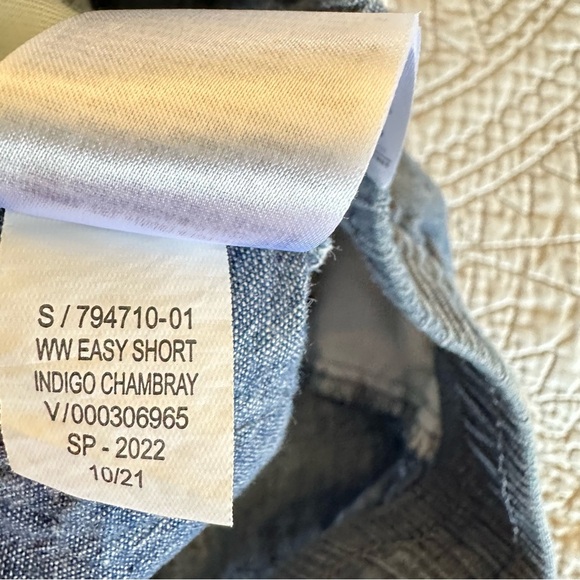 S / 794710-01
WW EASY SHORT
INDIGO CHAMBRAY
V/000306965
SP - 2022
10/21